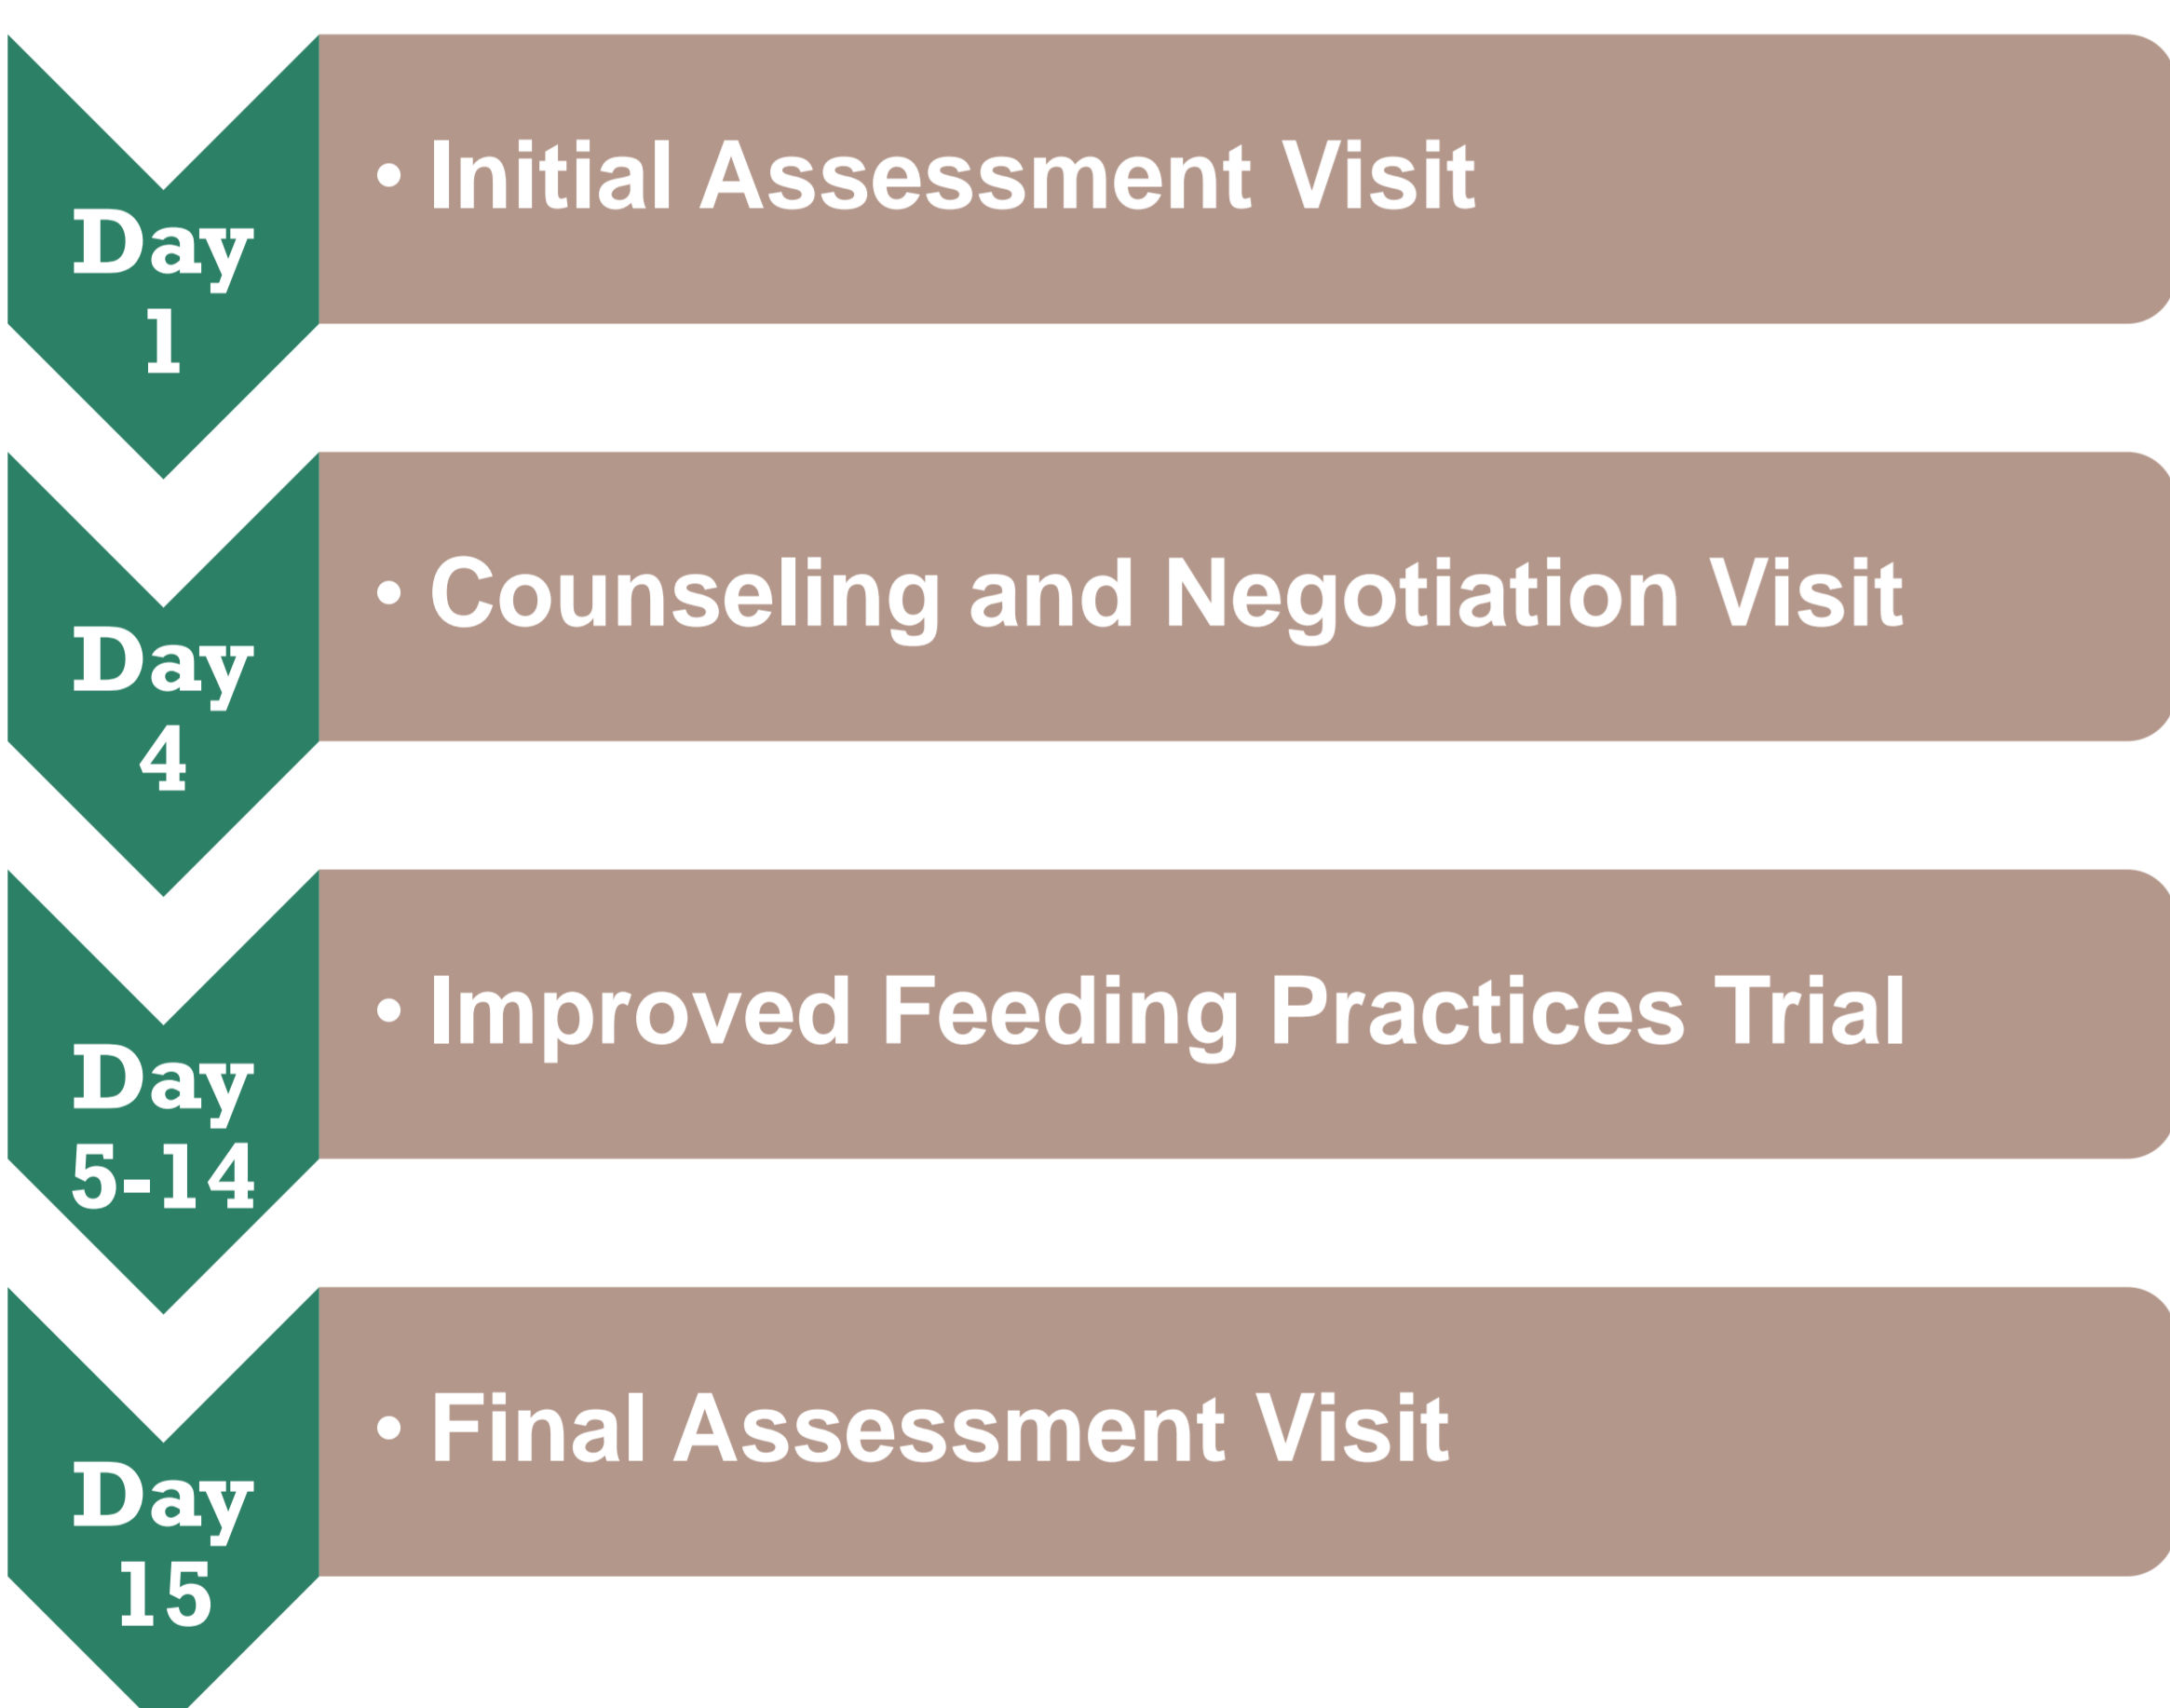 Day
1
• Initial Assessment Visit
Day
4
• Counseling and Negotiation Visit
Day
5-14
• Improved Feeding Practices Trial
Day
15
• Final Assessment Visit